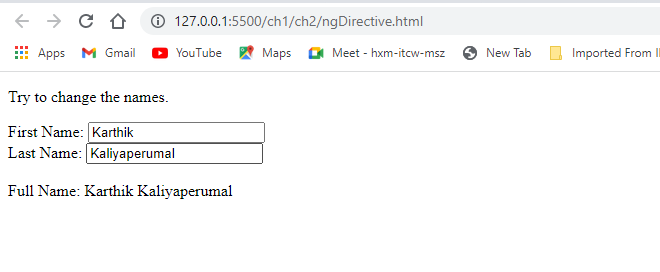 127.0.0.1:5500/ch1/ch2/ngDirective.html
Apps Gmail YouTube Maps Meet - hxm-itcw-msz New Tab Imported From
Try to change the names.
First Name: Karthik
Last Name: Kaliyaperumal
Full Name: Karthik Kaliyaperumal